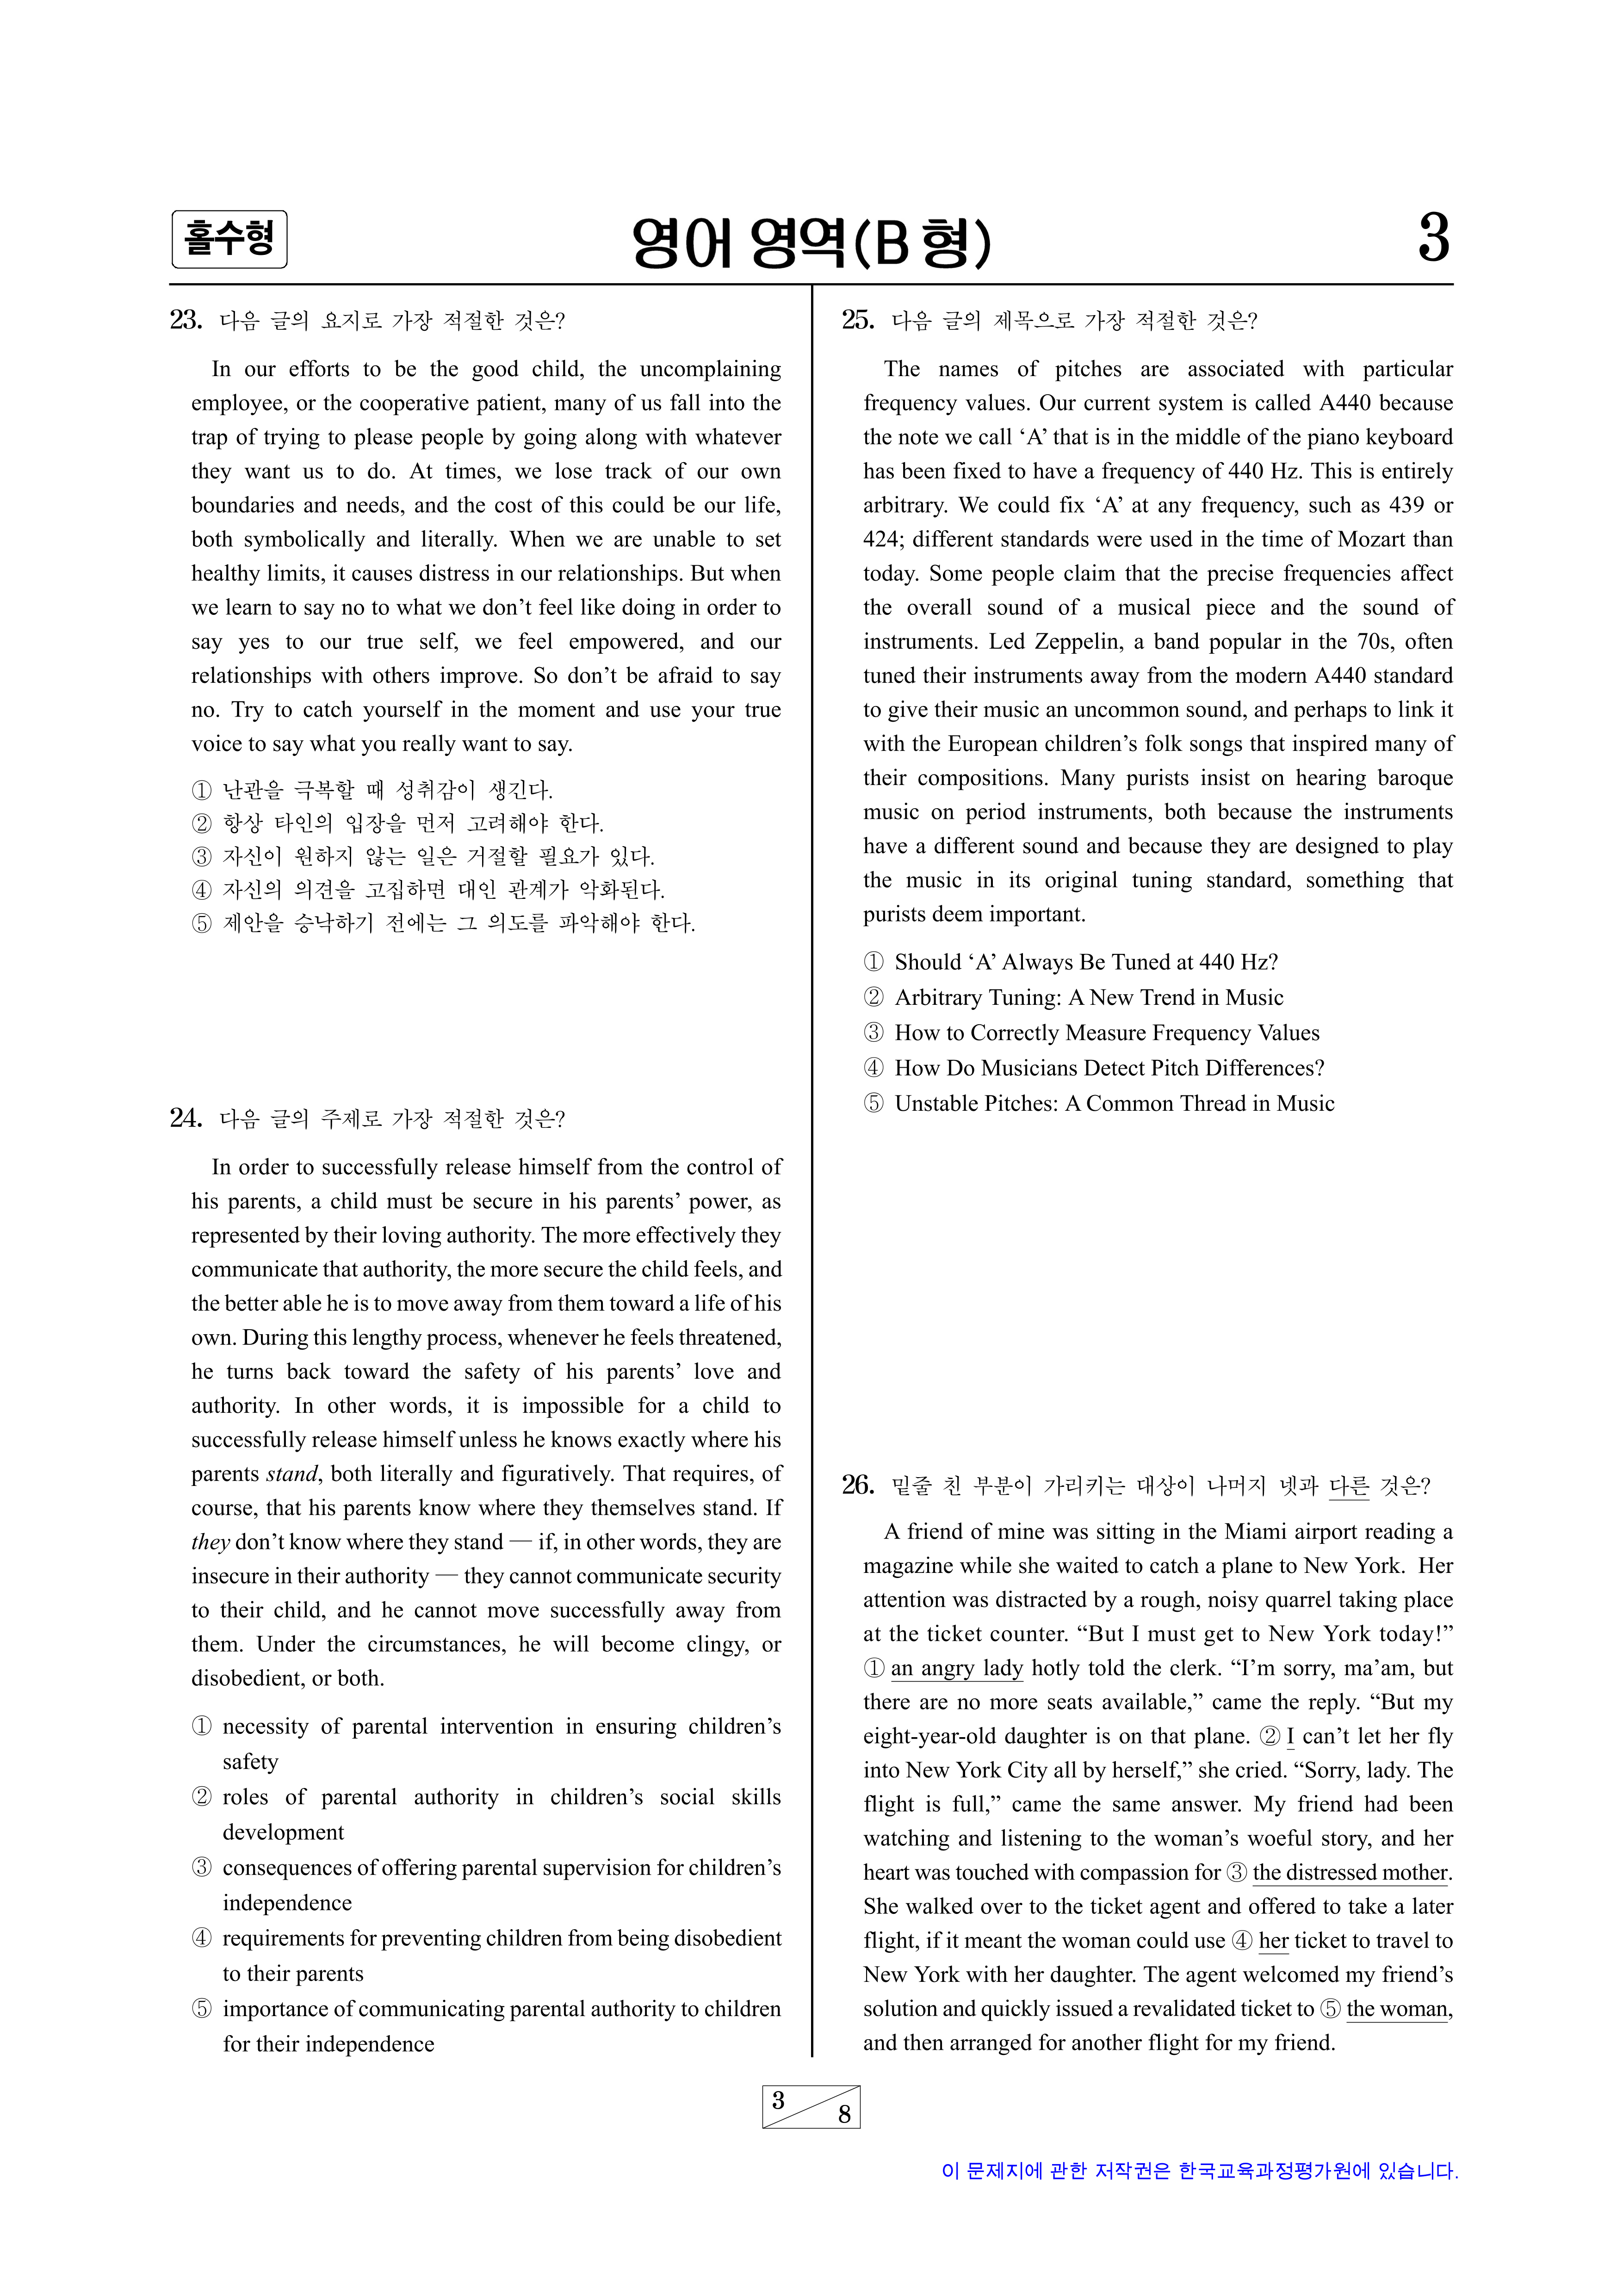 홀수형
영어 영역(B 형)
3
23. 다음 글의 요지로 가장 적절한 것은?
In our efforts to be the good child, the uncomplaining
employee, or the cooperative patient, many of us fall into the
trap of trying to please people by going along with whatever
they want us to do. At times, we lose track of our own
boundaries and needs, and the cost of this could be our life,
both symbolically and literally. When we are unable to set
healthy limits, it causes distress in our relationships. But when
we learn to say no to what we don’t feel like doing in order to
say yes to our true self, we feel empowered, and our
relationships with others improve. So don’t be afraid to say
no. Try to catch yourself in the moment and use your true
voice to say what you really want to say.
① 난관을 극복할 때 성취감이 생긴다.
② 항상 타인의 입장을 먼저 고려해야 한다.
③ 자신이 원하지 않는 일은 거절할 필요가 있다.
④ 자신의 의견을 고집하면 대인 관계가 악화된다.
⑤ 제안을 승낙하기 전에는 그 의도를 파악해야 한다.
24. 다음 글의 주제로 가장 적절한 것은?
In order to successfully release himself from the control of
his parents, a child must be secure in his parents’ power, as
represented by their loving authority. The more effectively they
communicate that authority, the more secure the child feels, and
the better able he is to move away from them toward a life of his
own. During this lengthy process, whenever he feels threatened,
he turns back toward the safety of his parents’ love and
authority. In other words, it is impossible for a child to
successfully release himself unless he knows exactly where his
parents stand, both literally and figuratively. That requires, of
course, that his parents know where they themselves stand. If
they don’t know where they stand — if, in other words, they are
insecure in their authority — they cannot communicate security
to their child, and he cannot move successfully away from
them. Under the circumstances, he will become clingy, or
disobedient, or both.
① necessity of parental intervention in ensuring children’s
safety
② roles of parental authority in children’s social skills
development
③ consequences of offering parental supervision for children’s
independence
④ requirements for preventing children from being disobedient
to their parents
⑤ importance of communicating parental authority to children
for their independence
25. 다음 글의 제목으로 가장 적절한 것은?
The names of pitches are associated with particular
frequency values. Our current system is called A440 because
the note we call ‘A’ that is in the middle of the piano keyboard
has been fixed to have a frequency of 440 Hz. This is entirely
arbitrary. We could fix ‘A’ at any frequency, such as 439 or
424; different standards were used in the time of Mozart than
today. Some people claim that the precise frequencies affect
the overall sound of a musical piece and the sound of
instruments. Led Zeppelin, a band popular in the 70s, often
tuned their instruments away from the modern A440 standard
to give their music an uncommon sound, and perhaps to link it
with the European children’s folk songs that inspired many of
their compositions. Many purists insist on hearing baroque
music on period instruments, both because the instruments
have a different sound and because they are designed to play
the music in its original tuning standard, something that
purists deem important.
① Should ‘A’ Always Be Tuned at 440 Hz?
② Arbitrary Tuning: A New Trend in Music
③ How to Correctly Measure Frequency Values
④ How Do Musicians Detect Pitch Differences?
⑤ Unstable Pitches: A Common Thread in Music
26. 밑줄 친 부분이 가리키는 대상이 나머지 넷과 다른 것은?
A friend of mine was sitting in the Miami airport reading a
magazine while she waited to catch a plane to New York. Her
attention was distracted by a rough, noisy quarrel taking place
at the ticket counter. “But I must get to New York today!”
① an angry lady hotly told the clerk. “I’m sorry, ma’am, but
there are no more seats available,” came the reply. “But my
eight-year-old daughter is on that plane. ② I can’t let her fly
into New York City all by herself,” she cried. “Sorry, lady. The
flight is full,” came the same answer. My friend had been
watching and listening to the woman’s woeful story, and her
heart was touched with compassion for ③ the distressed mother.
She walked over to the ticket agent and offered to take a later
flight, if it meant the woman could use ④ her ticket to travel to
New York with her daughter. The agent welcomed my friend’s
solution and quickly issued a revalidated ticket to ⑤ the woman,
and then arranged for another flight for my friend.
3
8
이 문제지에 관한 저작권은 한국교육과정평가원에 있습니다.